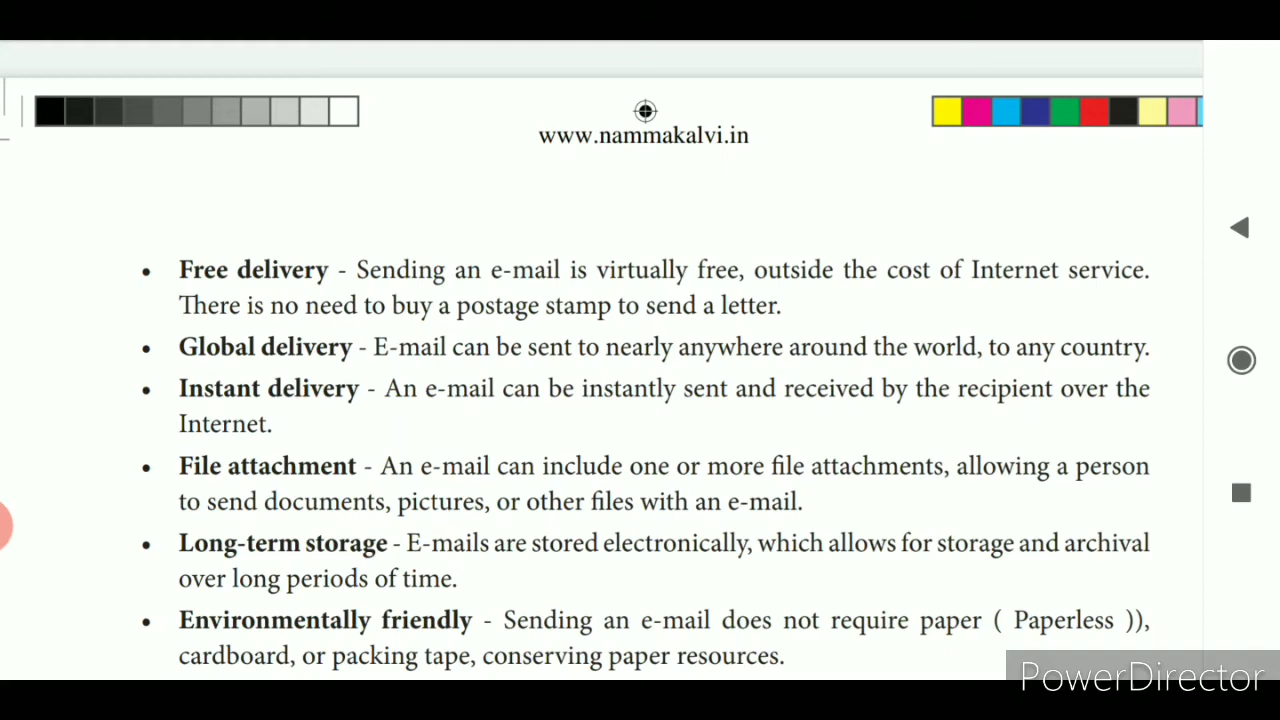 www.nammakalvi.in
• Free delivery - Sending an e-mail is virtually free, outside the cost of Internet service.
There is no need to buy a postage stamp to send a letter.
• Global delivery - E-mail can be sent to nearly anywhere around the world, to any country.
• Instant delivery - An e-mail can be instantly sent and received by the recipient over the
Internet.
• File attachment - An e-mail can include one or more file attachments, allowing a person
to send documents, pictures, or other files with an e-mail.
• Long-term storage - E-mails are stored electronically, which allows for storage and archival
over long periods of time.
• Environmentally friendly - Sending an e-mail does not require paper ( Paperless )),
cardboard, or packing tape, conserving paper resources.
PowerDirector